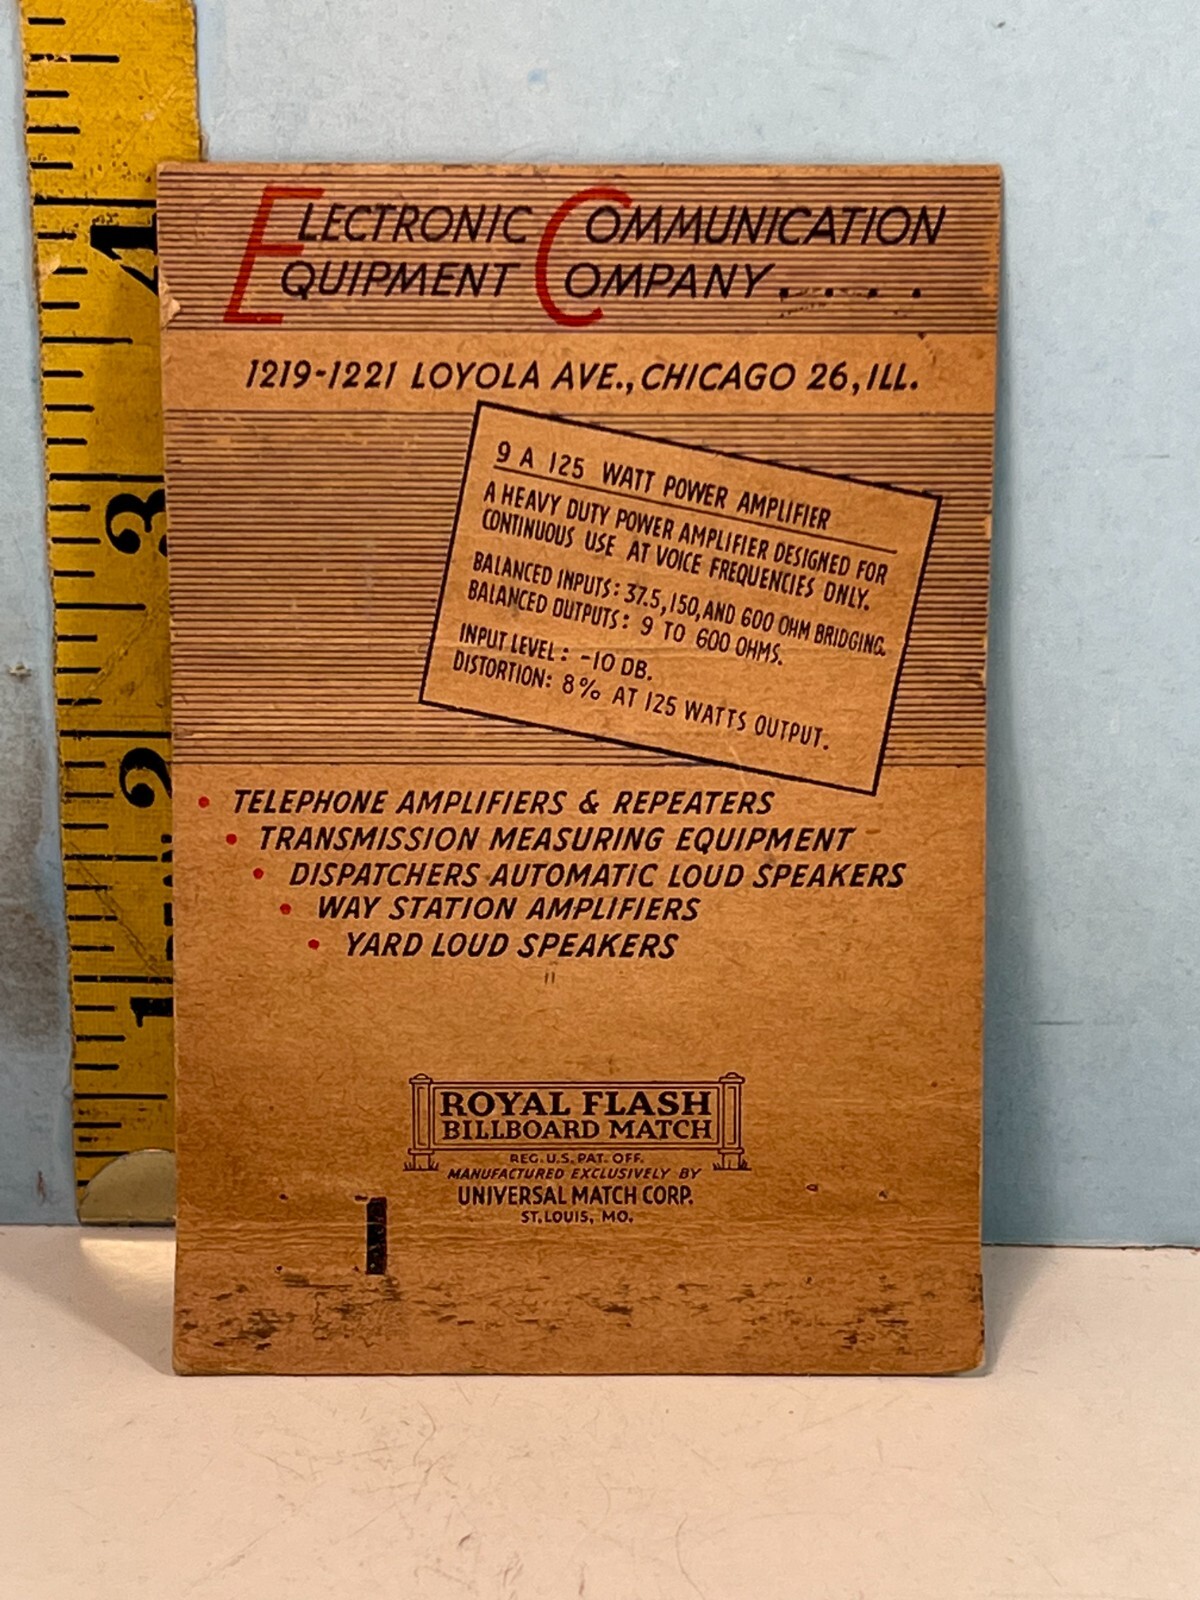 ELECTRONIC COMMUNICATION
EQUIPMENT COMPANY....
1219-1221 LOYOLA AVE., CHICAGO 26, ILL.
9 A 125 WATT POWER AMPLIFIER
A HEAVY DUTY POWER AMPLIFIER DESIGNED FOR
CONTINUOUS USE AT VOICE FREQUENCIES ONLY.
BALANCED INPUTS: 37.5, 150, AND 600 OHM BRIDGING.
BALANCED OUTPUTS: 9 TO 600 OHMS.
INPUT LEVEL: -10 DB.
DISTORTION: 8% AT 125 WATTS OUTPUT.
• TELEPHONE AMPLIFIERS & REPEATERS
• TRANSMISSION MEASURING EQUIPMENT
• DISPATCHERS AUTOMATIC LOUD SPEAKERS
• WAY STATION AMPLIFIERS
• YARD LOUD SPEAKERS
ROYAL FLASH
BILLBOARD MATCH
REG. U.S. PAT. OFF.
MANUFACTURED EXCLUSIVELY BY
UNIVERSAL MATCH CORP.
ST. LOUIS, MO.
4
3
2
1